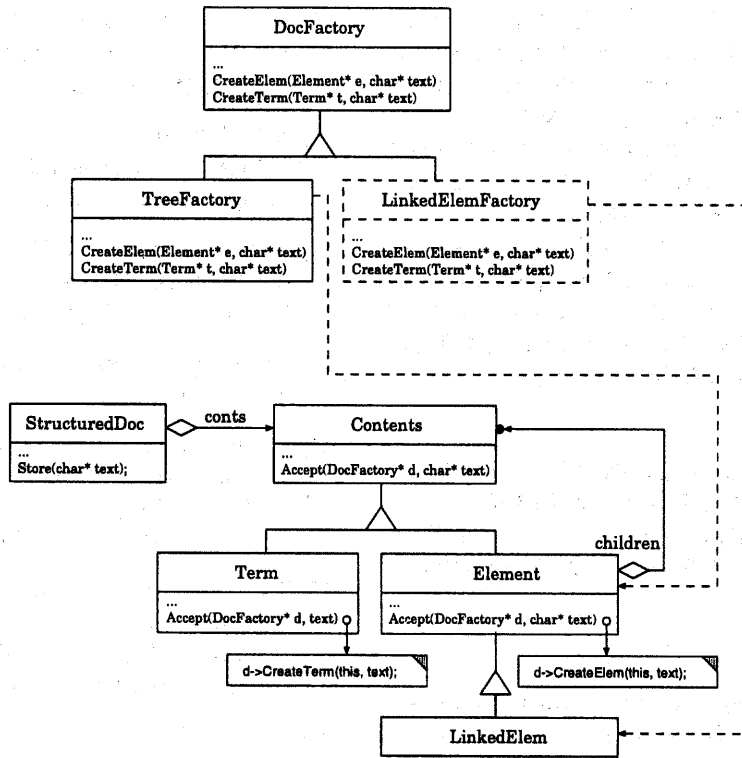 DocFactory
...
CreateElem(Element* e, char* text)
CreateTerm(Term* t, char* text)
TreeFactory
...
CreateElem(Element* e, char* text)
CreateTerm(Term* t, char* text)
LinkedElemFactory
...
CreateElem(Element* e, char* text)
CreateTerm(Term* t, char* text)
StructuredDoc
...
Store(char* text);
conts
Contents
...
Accept(DocFactory* d, char* text)
children
Term
...
Accept(DocFactory* d, text)
Element
...
Accept(DocFactory* d, char* text)
d->CreateTerm(this, text);
d->CreateElem(this, text);
LinkedElem